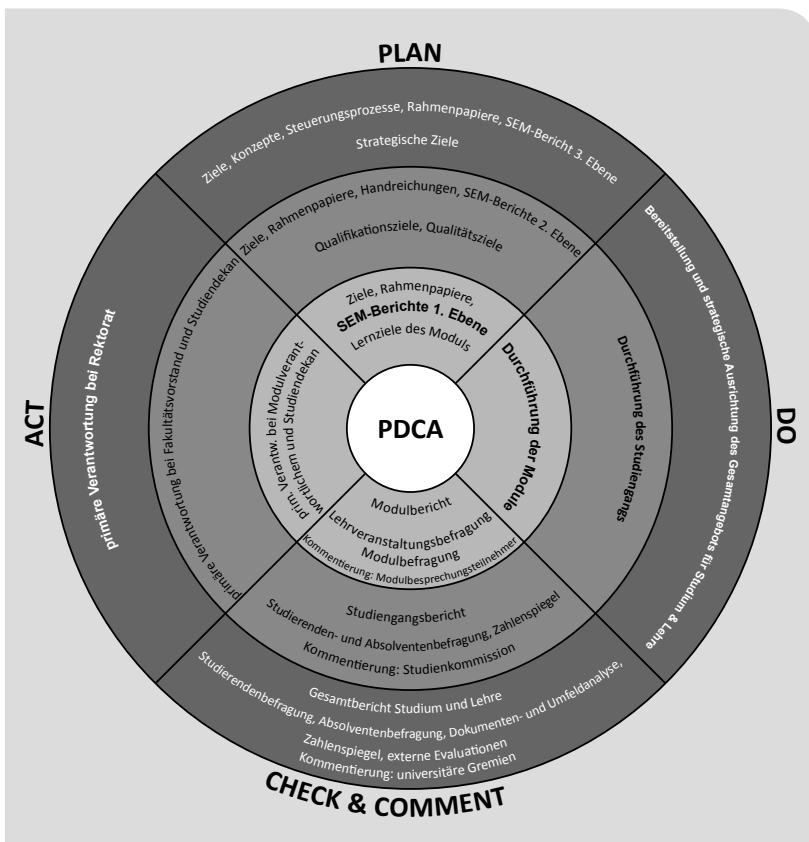 PLAN
Ziele, Konzepte, Steuerungsprozesse, Rahmenpapiere, SEM-Bericht 3. Ebene
Strategische Ziele
Ziele, Rahmenpapiere, Handreichungen, SEM-Berichte 2. Ebene
Qualifikationsziele, Qualitätsziele
Ziele, Rahmenpapiere,
SEM-Berichte 1. Ebene
Lernziele des Moduls
ACT
primäre Verantwortung bei Rektorat
primäre Verantwortung bei Fakultätsvorstand und Studiendekan
prim. Verantw. bei Modulverant-
wortlichem und Studiendekan
PDCA
Durchführung der Module
Durchführung des Studiengangs
Bereitstellung und strategische Ausrichtung des Gesamtangebots für Studium & Lehre
DO
Modulbericht
Lehrveranstaltungsbefragung
Modulbefragung
Kommentierung: Modulbesprechungsteilnehmer
Studiengangsbericht
Studierenden- und Absolventenbefragung, Zahlenspiegel
Kommentierung: Studienkommission
Gesamtbericht Studium und Lehre
Studierendenbefragung, Absolventenbefragung, Dokumenten- und Umfeldanalyse,
Zahlenspiegel, externe Evaluationen
Kommentierung: universitäre Gremien
CHECK & COMMENT